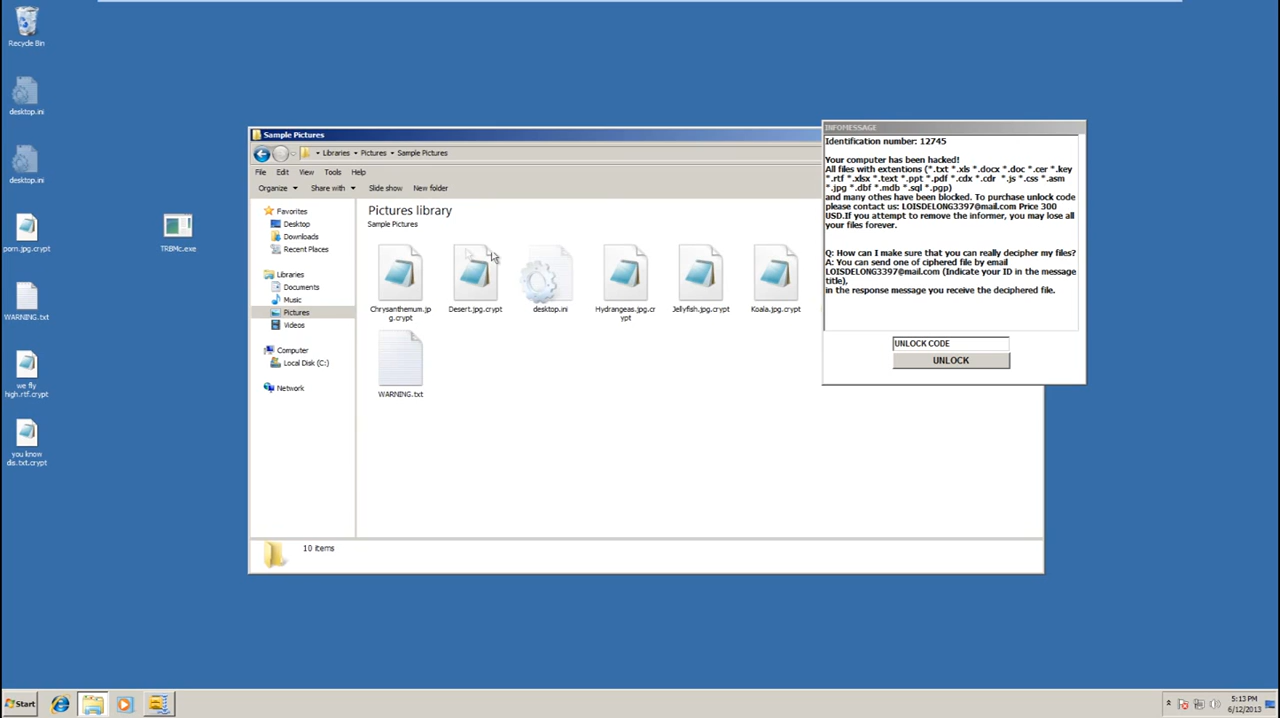 Recycle Bin
desktop.ini
desktop.ini
porn.jpg.crypt
WARNING.txt
we fly
high.rtf.crypt
you know
dis.txt.crypt
TRBMc.exe
Sample Pictures
Libraries Pictures Sample Pictures
File Edit View Tools Help
Organize Share with Slide show New folder
Favorites
Desktop
Downloads
Recent Places
Libraries
Documents
Music
Pictures
Videos
Computer
Local Disk (C:)
Network
Pictures library
Sample Pictures
Chrysanthemum.jp
g.crypt
Desert.jpg.crypt
desktop.ini
Hydrangeas.jpg.cr
ypt
Jellyfish.jpg.crypt
Koala.jpg.crypt
WARNING.txt
10 items
INFOMESSAGE
Identification number: 12745
Your computer has been hacked!
All files with extentions (*.txt *.xls *.docx *.doc *.cer *.key
*.rtf *.xlsx *.text *.ppt *.pdf *.cdx *.cdr *.js *.css *.asm
*.jpg *.dbf *.mdb *.sql *.pgp)
and many othes have been blocked. To purchase unlock code
please contact us: LOISDELONG3397@mail.com Price 300
USD.If you attempt to remove the informer, you may lose all
your files forever.
Q: How can I make sure that you can really decipher my files?
A: You can send one of ciphered file by email
LOISDELONG3397@mail.com (Indicate your ID in the message
title),
in the response message you receive the deciphered file.
UNLOCK CODE
UNLOCK
Start
5:13 PM
6/12/2013